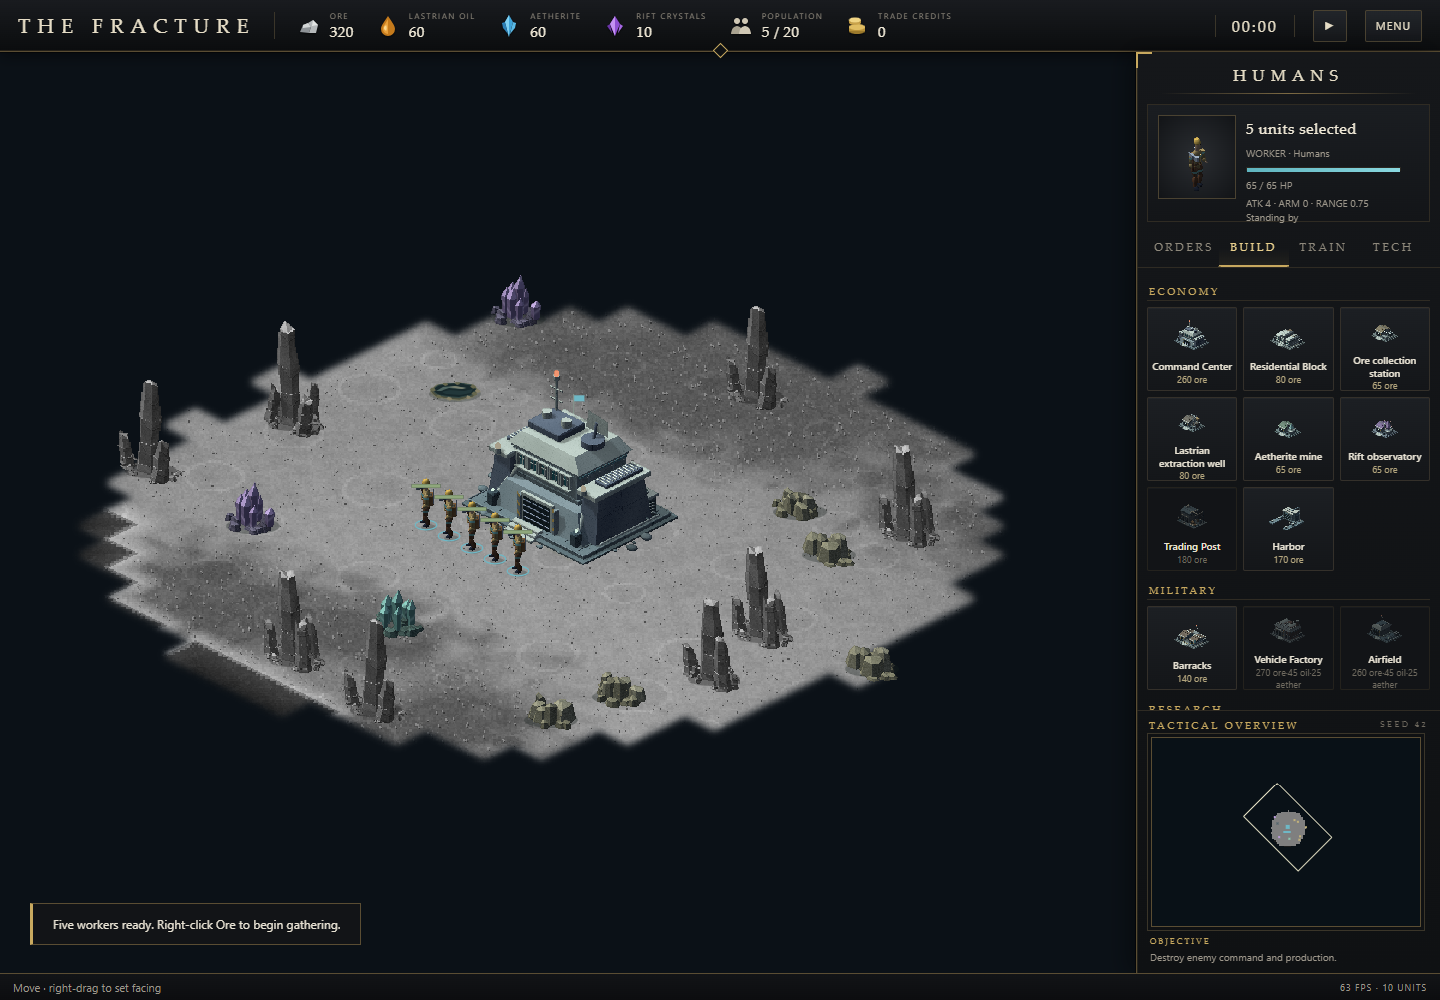 THE FRACTURE
ORE
320
LASTRIAN OIL
60
AETHERITE
60
RIFT CRYSTALS
10
POPULATION
5 / 20
TRADE CREDITS
0
00:00
MENU
HUMANS
5 units selected
WORKER · Humans
65 / 65 HP
ATK 4 · ARM 0 · RANGE 0.75
Standing by
ORDERS BUILD TRAIN TECH
ECONOMY
Command Center
260 ore
Residential Block
80 ore
Ore collection
station
65 ore
Lastrian
extraction well
80 ore
Aetherite mine
65 ore
Rift observatory
65 ore
Trading Post
180 ore
Harbor
170 ore
MILITARY
Barracks
140 ore
Vehicle Factory
270 ore·45 oil·25
aether
Airfield
260 ore·45 oil·25
aether
RESEARCH
TACTICAL OVERVIEW
SEED 42
OBJECTIVE
Destroy enemy command and production.
Five workers ready. Right-click Ore to begin gathering.
Move · right-drag to set facing
63 FPS · 10 UNITS